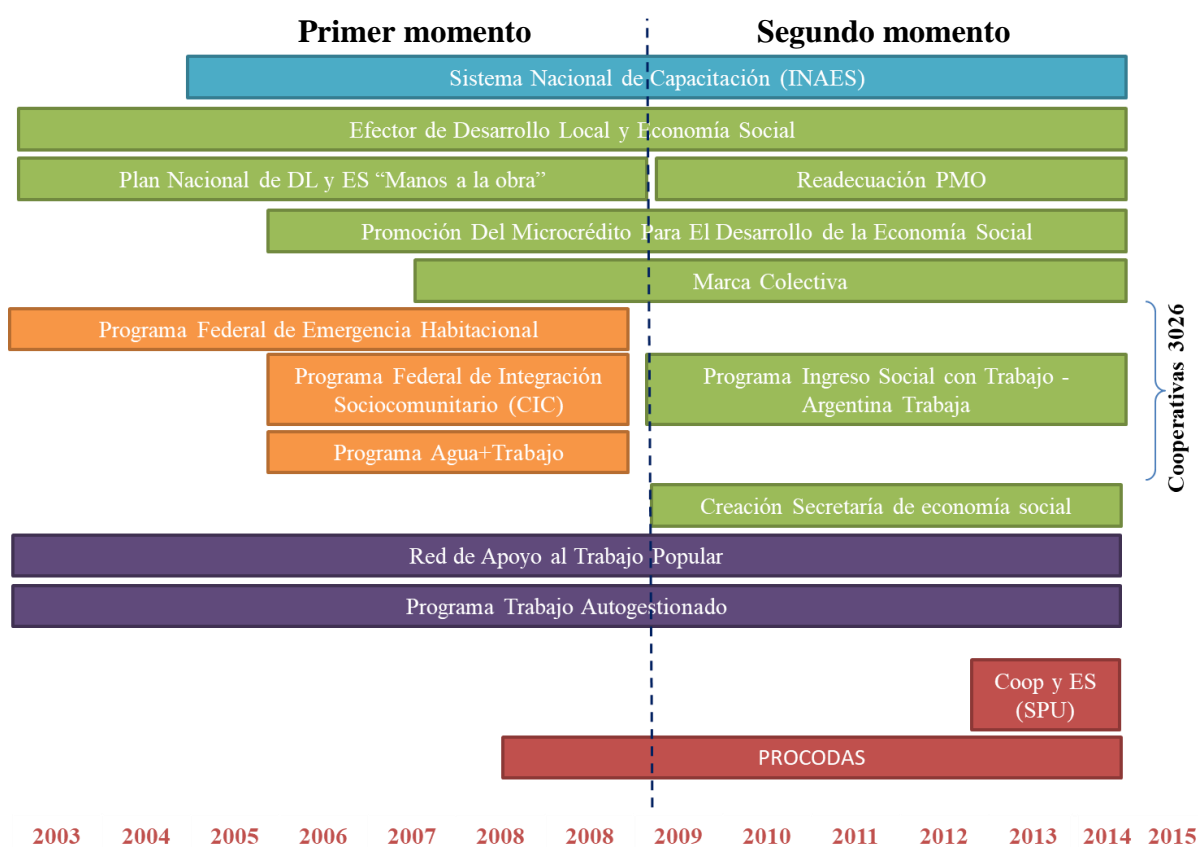 Primer momento
Segundo momento
Sistema Nacional de Capacitación (INAES)
Efector de Desarrollo Local y Economía Social
Plan Nacional de DL y ES “Manos a la obra”
Readecuación PMO
Promoción Del Microcrédito Para El Desarrollo de la Economía Social
Marca Colectiva
Programa Federal de Emergencia Habitacional
Programa Federal de Integración
Sociocomunitario (CIC)
Programa Ingreso Social con Trabajo -
Argentina Trabaja
Programa Agua+Trabajo
Cooperativas 3026
Creación Secretaría de economía social
Red de Apoyo al Trabajo Popular
Programa Trabajo Autogestionado
Coop y ES
(SPU)
PROCODAS
2003 2004 2005 2006 2007 2008 2008 2009 2010 2011 2012 2013 2014 2015